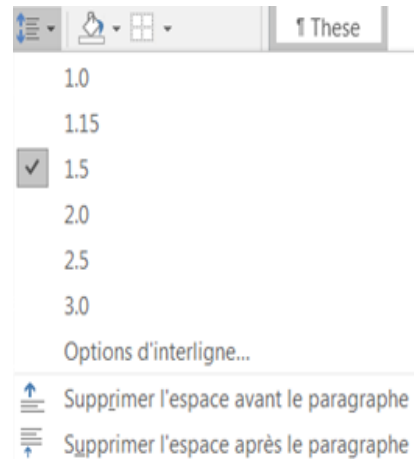 ¶ These
1.0
1.15
1.5
2.0
2.5
3.0
Options d'interligne...
Supprimer l'espace avant le paragraphe
Supprimer l'espace après le paragraphe